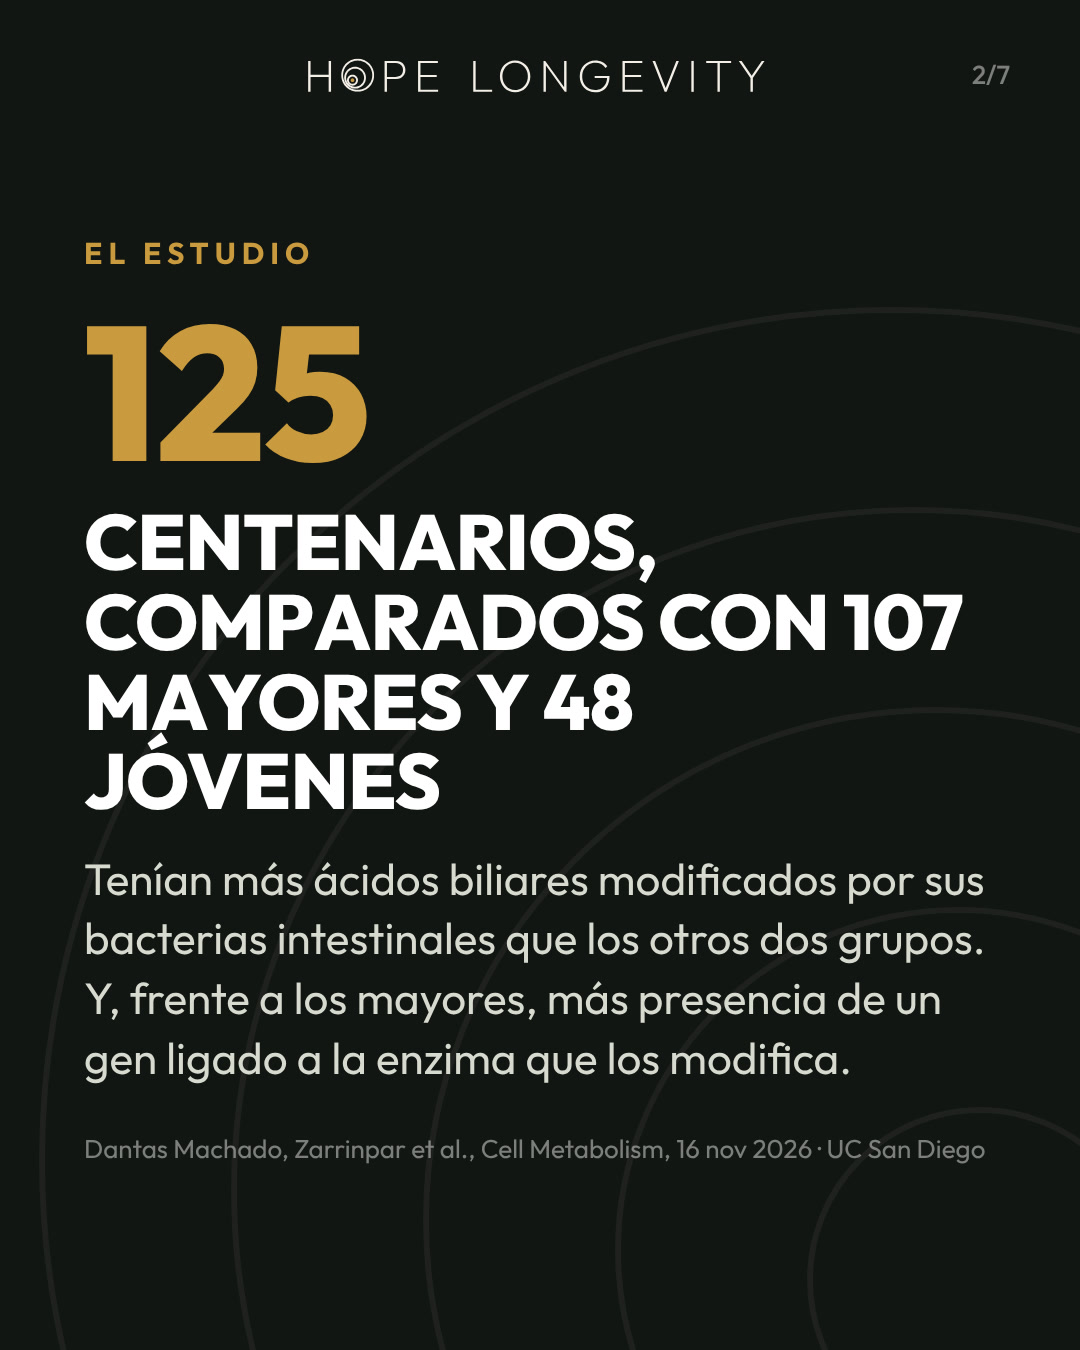 HOPE LONGEVITY
2/7
EL ESTUDIO
125
CENTENARIOS,
COMPARADOS CON 107
MAYORES Y 48
JÓVENES
Tenían más ácidos biliares modificados por sus
bacterias intestinales que los otros dos grupos.
Y, frente a los mayores, más presencia de un
gen ligado a la enzima que los modifica.
Dantas Machado, Zarrinpar et al., Cell Metabolism, 16 nov 2026 · UC San Diego